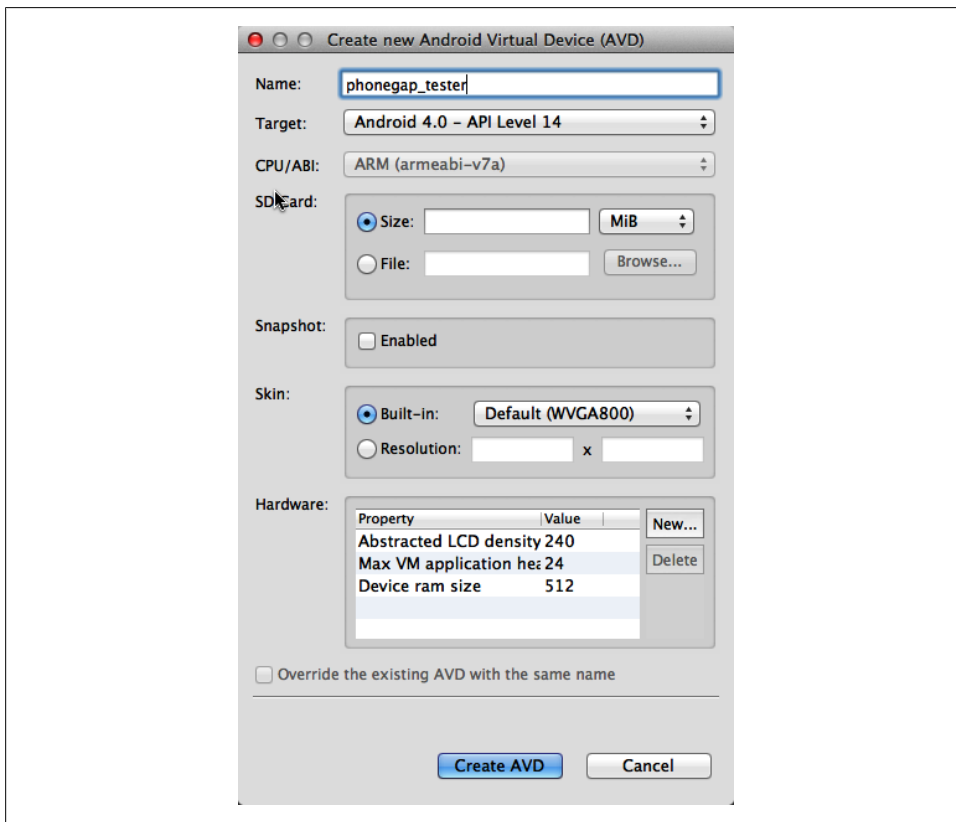 Create new Android Virtual Device (AVD)
Name: phonegap_tester
Target: Android 4.0 – API Level 14
CPU/ABI: ARM (armeabi-v7a)
SD Card:
Size: MiB
File: Browse...
Snapshot:
Enabled
Skin:
Built-in: Default (WVGA800)
Resolution: x
Hardware:
Property Value
New...
Abstracted LCD density 240
Max VM application hea 24
Delete
Device ram size 512
Override the existing AVD with the same name
Create AVD Cancel